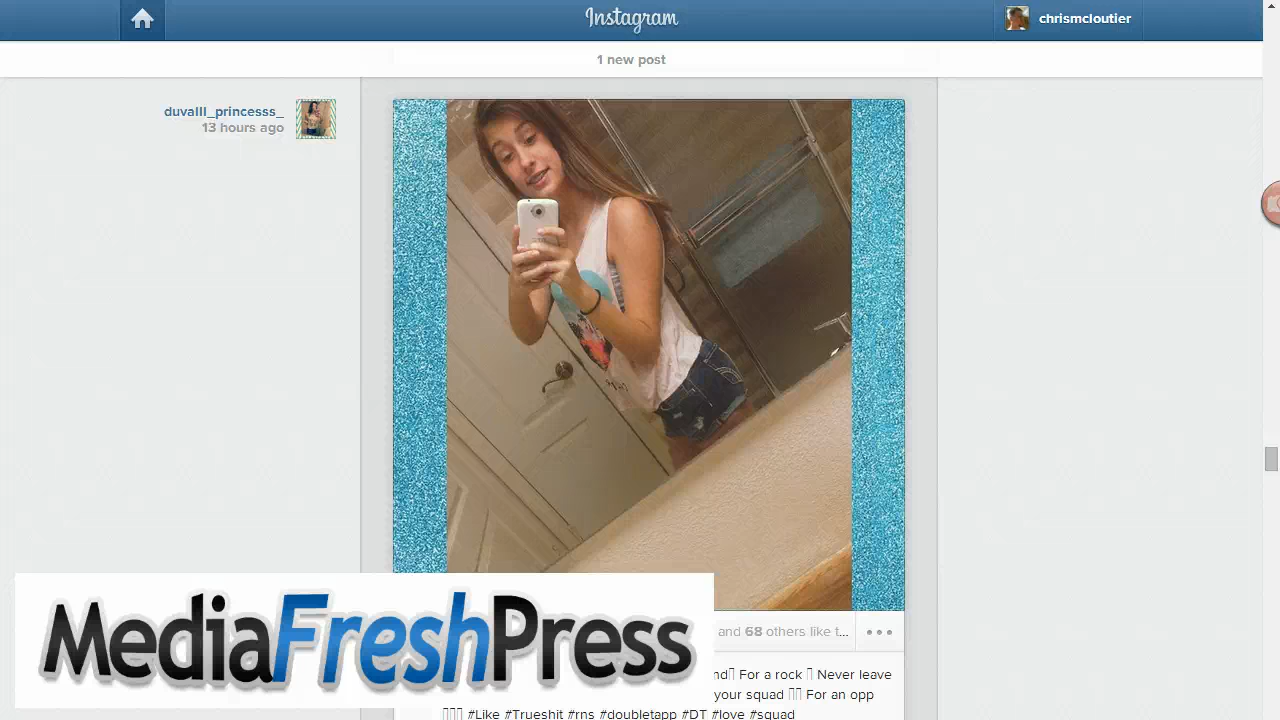 Instagram
chrismcloutier
1 new post
duvalll_princesss_
13 hours ago
and 68 others like t...
MediaFreshPress
For a rock Never leave
your squad For an opp
#Like #Trueshit #rns #doubletapp #DT #love #squad